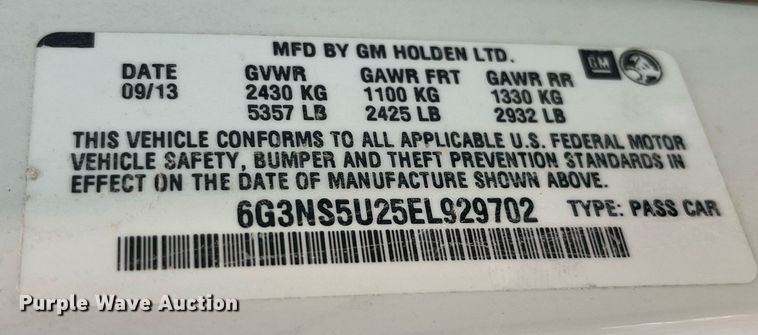 MFD BY GM HOLDEN LTD.
DATE GVWR GAWR FRT GAWR RR GM
09/13 2430 KG 1100 KG 1330 KG
5357 LB 2425 LB 2932 LB
THIS VEHICLE CONFORMS TO ALL APPLICABLE U.S. FEDERAL MOTOR
VEHICLE SAFETY, BUMPER AND THEFT PREVENTION STANDARDS IN
EFFECT ON THE DATE OF MANUFACTURE SHOWN ABOVE.
6G3NS5U25EL929702 TYPE: PASS CAR
Purple Wave Auction